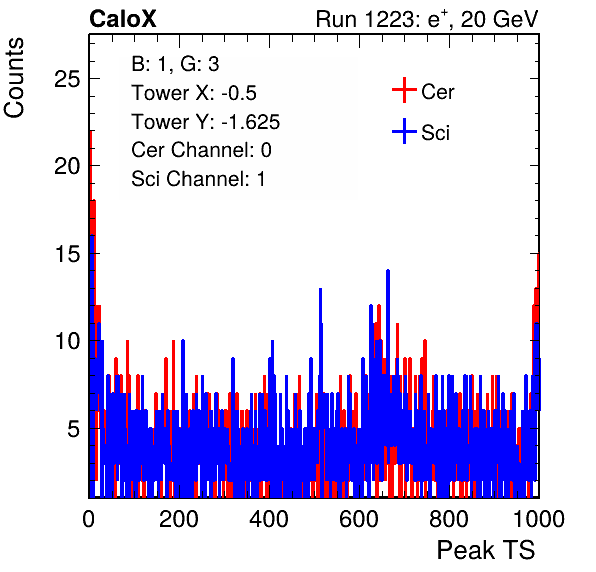 CaloX Run 1223: e⁺, 20 GeV
Counts
B: 1, G: 3
Tower X: -0.5
Tower Y: -1.625
Cer Channel: 0
Sci Channel: 1
Cer
Sci
25
20
15
10
5
0 200 400 600 800 1000
Peak TS